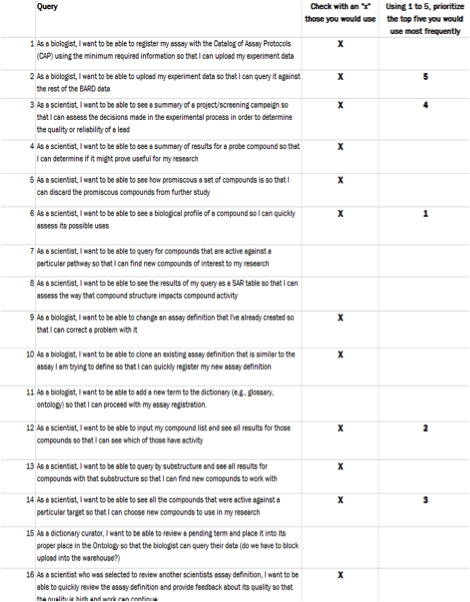 Query
Check with an "x" those you would use
Using 1 to 5, prioritize the top five you would use most frequently
1 As a biologist, I want to be able to register my assay with the Catalog of Assay Protocols
(CAP) using the minimum required information so that I can upload my experiment data
X
2 As a biologist, I want to be able to upload my experiment data so that I can query it against
the rest of the BARD data
X 5
3 As a scientist, I want to be able to see a summary of a project/screening campaign so
that I can assess the decisions made in the experimental process in order to determine
the quality or reliability of a lead
X 4
4 As a scientist, I want to be able to see a summary of results for a probe compound so that
I can determine if it might prove useful for my research
X
5 As a scientist, I want to be able to see how promiscuous a set of compounds is so that I
can discard the promiscuous compounds from further study
X
6 As a scientist, I want to be able to see a biological profile of a compound so I can quickly
assess its possible uses
X 1
7 As a scientist, I want to be able to query for compounds that are active against a
particular pathway so that I can find new compounds of interest to my research
8 As a scientist, I want to be able to see the results of my query as a SAR table so that I can
assess the way that compound structure impacts compound activity
9 As a biologist, I want to be able to change an assay definition that I've already created so
that I can correct a problem with it
X
10 As a biologist, I want to be able to clone an existing assay definition that is similar to the
assay I am trying to define so that I can quickly register my new assay definition
X
11 As a biologist, I want to be able to add a new term to the dictionary (e.g., glossary,
ontology) so that I can proceed with my assay registration.
12 As a biologist, I want to be able to input my compound list and see all results for those
compounds so that I can see which of those have activity
X 2
13 As a scientist, I want to be able to query by substructure and see all results for
compounds with that substructure so that I can find new compounds to work with
X
14 As a scientist, I want to be able to see all the compounds that were active against a
particular target so that I can choose new compounds to use in my research
X 3
15 As a dictionary curator, I want to be able to review a pending term and place it into its
proper place in the Ontology so that the biologist can query their data (do we have to block
upload into the warehouse?)
16 As a scientist who was selected to review another scientists assay definition, I want to be
able to quickly review the assay definition and provide feedback about its quality so that
the quality is high and work can continue
X